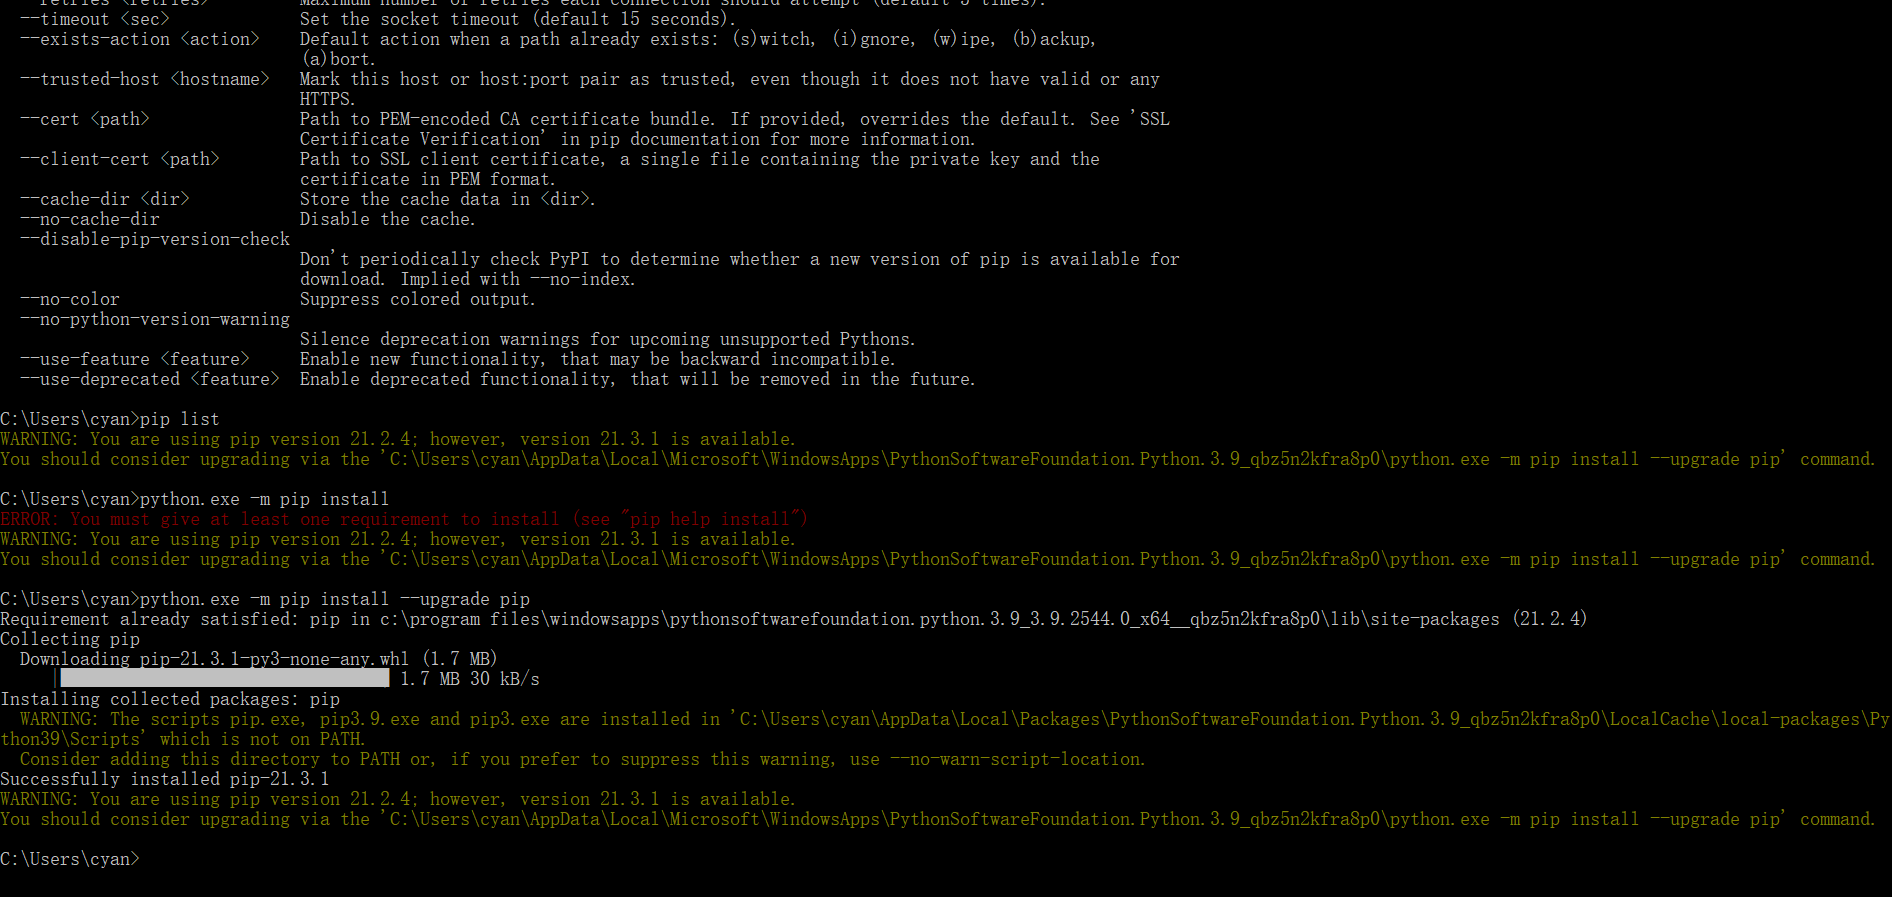 --retries <retries> Maximum number of retries each connection should attempt (default 5 times).
--timeout <sec> Set the socket timeout (default 15 seconds).
--exists-action <action> Default action when a path already exists: (s)witch, (i)gnore, (w)ipe, (b)ackup,
(a)bort.
--trusted-host <hostname> Mark this host or host:port pair as trusted, even though it does not have valid or any
HTTPS.
--cert <path> Path to PEM-encoded CA certificate bundle. If provided, overrides the default. See 'SSL
Certificate Verification' in pip documentation for more information.
--client-cert <path> Path to SSL client certificate, a single file containing the private key and the
certificate in PEM format.
--cache-dir <dir> Store the cache data in <dir>.
--no-cache-dir Disable the cache.
--disable-pip-version-check
Don't periodically check PyPI to determine whether a new version of pip is available for
download. Implied with --no-index.
--no-color Suppress colored output.
--no-python-version-warning
Silence deprecation warnings for upcoming unsupported Pythons.
--use-feature <feature> Enable new functionality, that may be backward incompatible.
--use-deprecated <feature> Enable deprecated functionality, that will be removed in the future.
C:\Users\cyan>pip list
WARNING: You are using pip version 21.2.4; however, version 21.3.1 is available.
You should consider upgrading via the 'C:\Users\cyan\AppData\Local\Microsoft\WindowsApps\PythonSoftwareFoundation.Python.3.9_qbz5n2kfra8p0\python.exe -m pip install --upgrade pip' command.
C:\Users\cyan>python.exe -m pip install
ERROR: You must give at least one requirement to install (see "pip help install")
WARNING: You are using pip version 21.2.4; however, version 21.3.1 is available.
You should consider upgrading via the 'C:\Users\cyan\AppData\Local\Microsoft\WindowsApps\PythonSoftwareFoundation.Python.3.9_qbz5n2kfra8p0\python.exe -m pip install --upgrade pip' command.
C:\Users\cyan>python.exe -m pip install --upgrade pip
Requirement already satisfied: pip in c:\program files\windowsapps\pythonsoftwarefoundation.python.3.9_3.9.2544.0_x64__qbz5n2kfra8p0\lib\site-packages (21.2.4)
Collecting pip
Downloading pip-21.3.1-py3-none-any.whl (1.7 MB)
| 1.7 MB 30 kB/s
Installing collected packages: pip
WARNING: The scripts pip.exe, pip3.9.exe and pip3.exe are installed in 'C:\Users\cyan\AppData\Local\Packages\PythonSoftwareFoundation.Python.3.9_qbz5n2kfra8p0\LocalCache\local-packages\Py
thon39\Scripts' which is not on PATH.
Consider adding this directory to PATH or, if you prefer to suppress this warning, use --no-warn-script-location.
Successfully installed pip-21.3.1
WARNING: You are using pip version 21.2.4; however, version 21.3.1 is available.
You should consider upgrading via the 'C:\Users\cyan\AppData\Local\Microsoft\WindowsApps\PythonSoftwareFoundation.Python.3.9_qbz5n2kfra8p0\python.exe -m pip install --upgrade pip' command.
C:\Users\cyan>